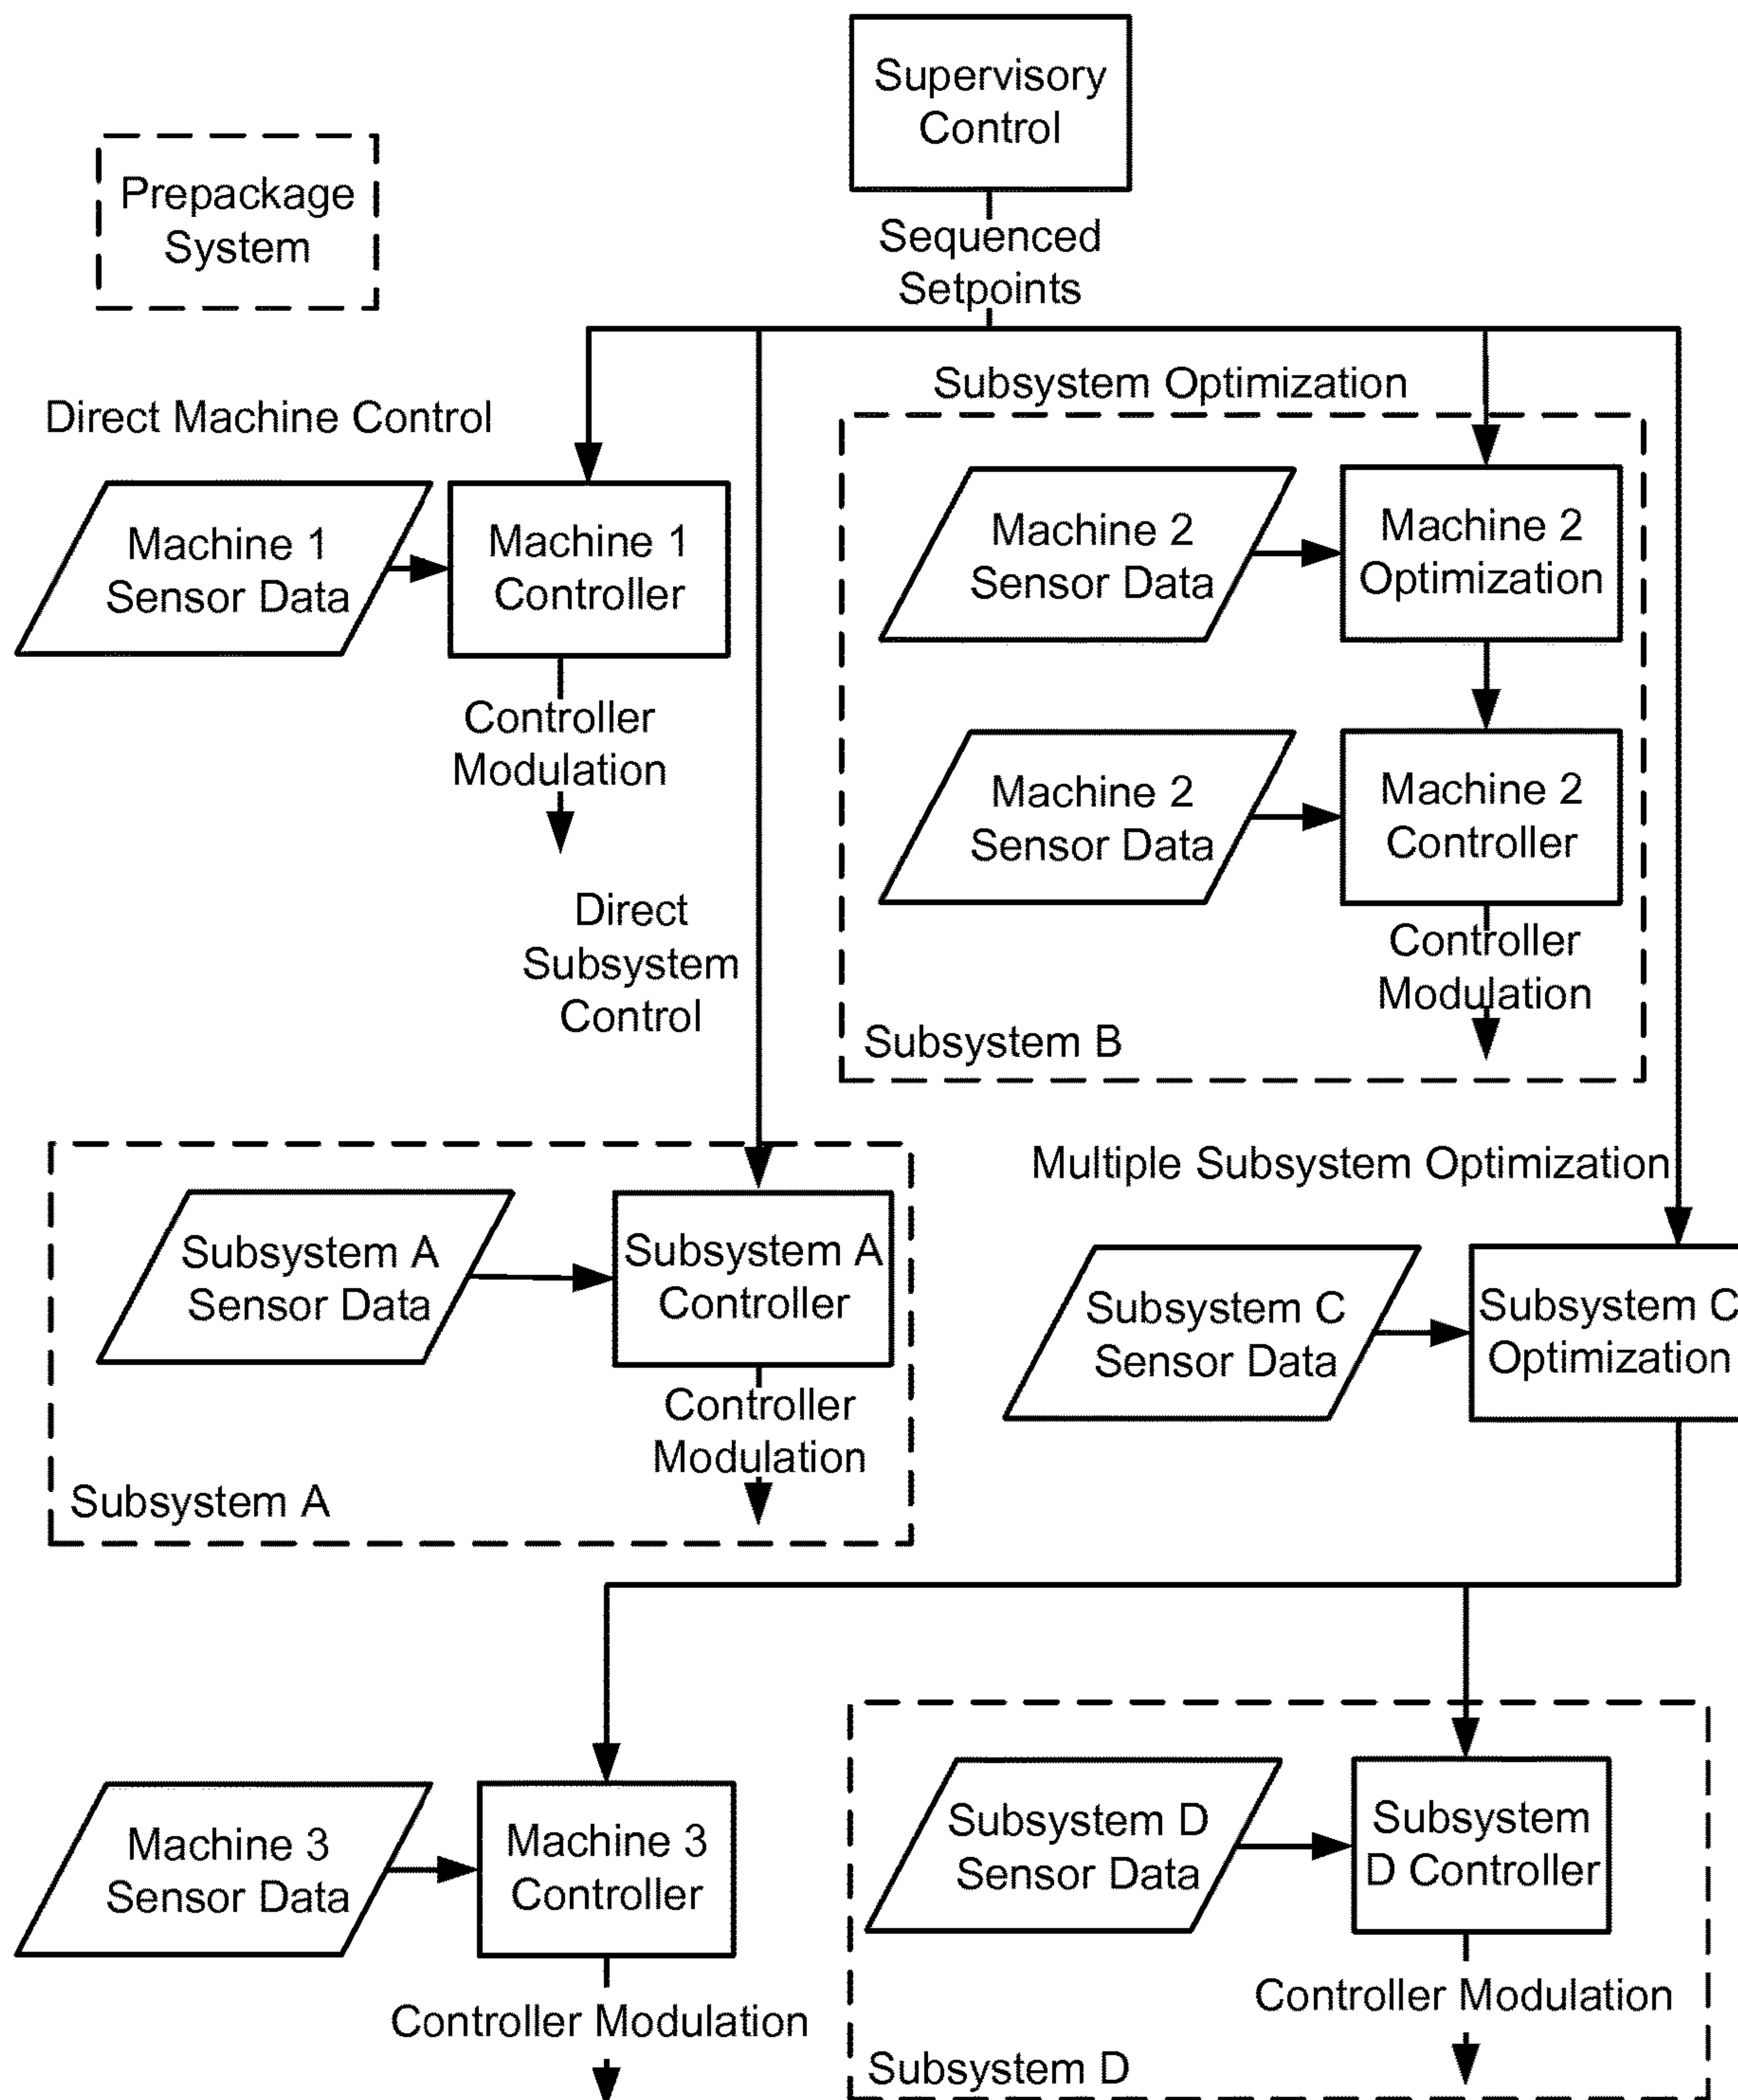 Supervisory
Control
Prepackage
System
Sequenced
Setpoints
Direct Machine Control
Subsystem Optimization
Machine 1
Sensor Data
Machine 1
Controller
Machine 2
Sensor Data
Machine 2
Optimization
Controller
Modulation
Machine 2
Sensor Data
Machine 2
Controller
Direct
Subsystem
Control
Controller
Modulation
Subsystem B
Multiple Subsystem Optimization
Subsystem A
Sensor Data
Subsystem A
Controller
Subsystem C
Sensor Data
Subsystem C
Optimization
Controller
Modulation
Subsystem A
Machine 3
Sensor Data
Machine 3
Controller
Subsystem D
Sensor Data
Subsystem
D Controller
Controller Modulation
Controller Modulation
Subsystem D